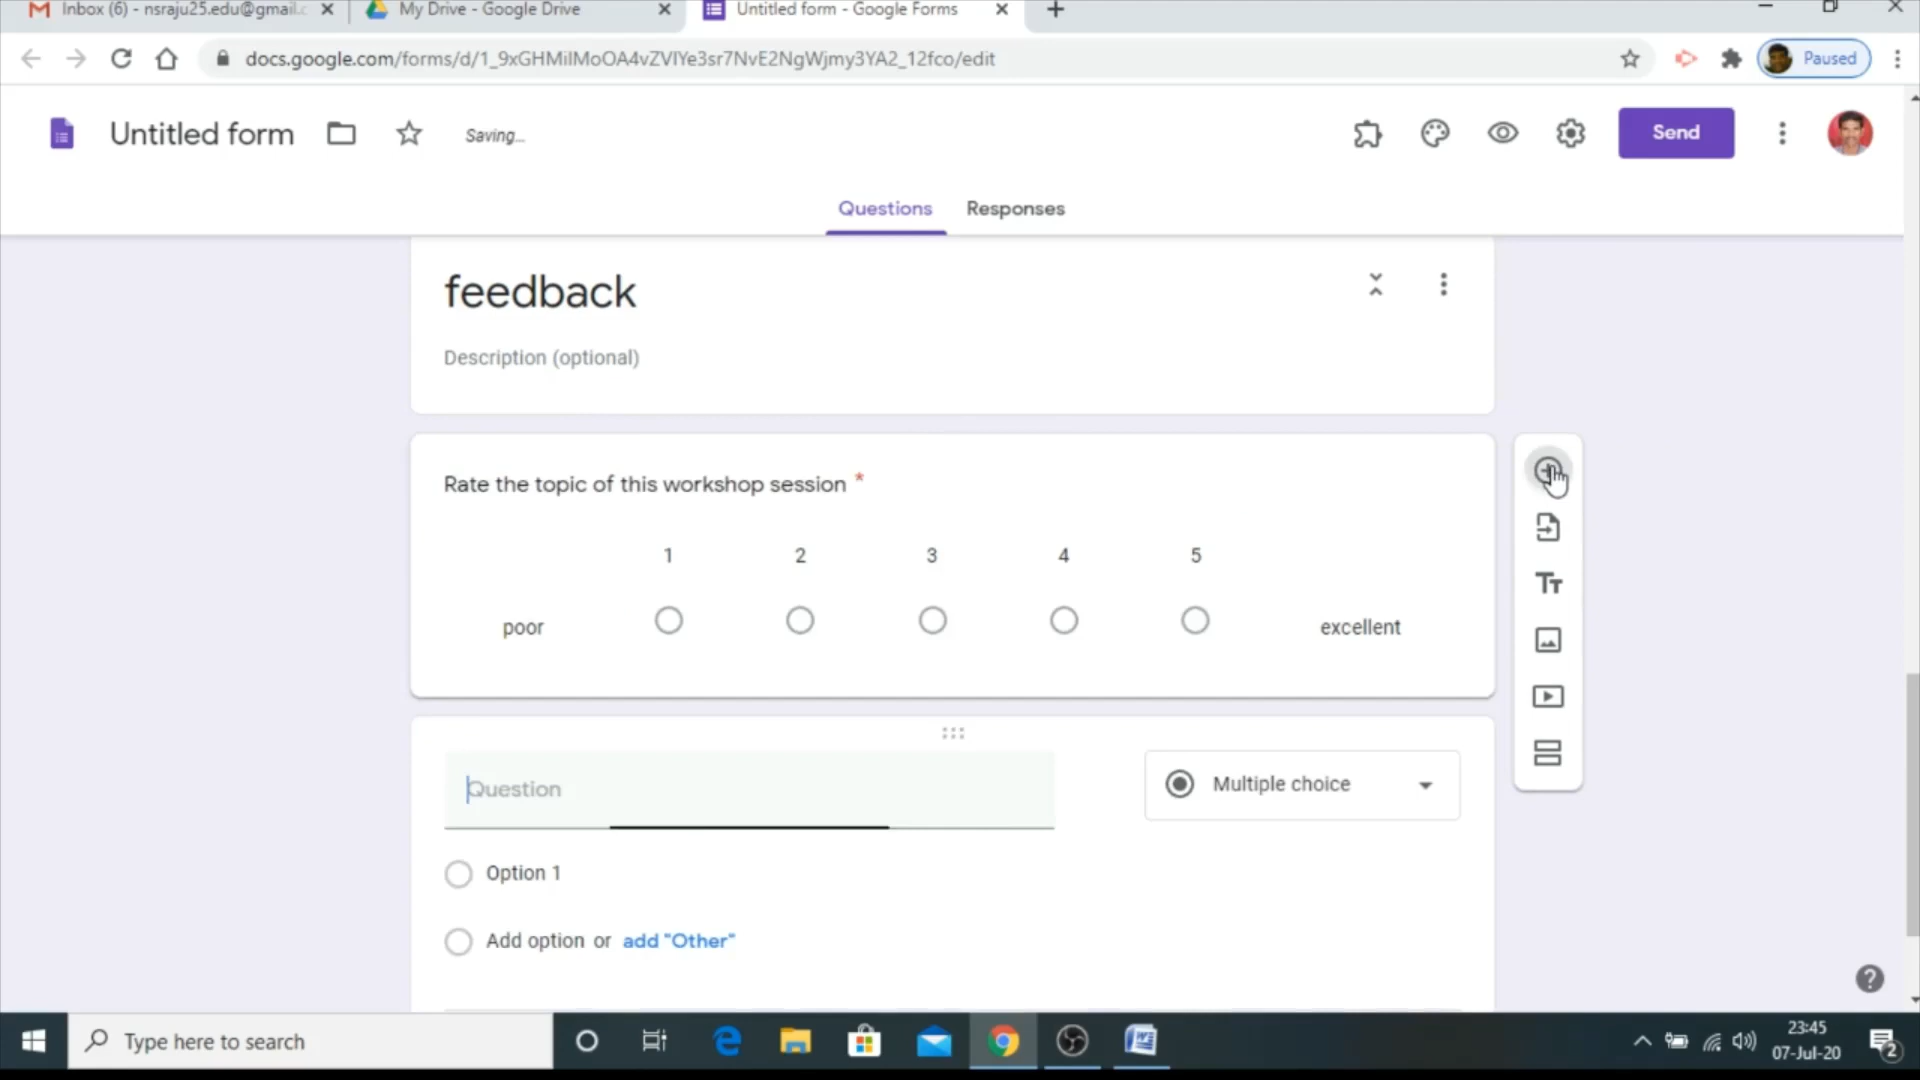 Inbox (6) - nsraju25.edu@gmail.c
My Drive - Google Drive
Untitled form - Google Forms
docs.google.com/forms/d/1_9xGHMilMoOA4vZVlYe3sr7NvE2NgWjmy3YA2_12fco/edit
Paused
Untitled form
Saving...
Send
Questions
Responses
feedback
Description (optional)
Rate the topic of this workshop session *
1 2 3 4 5
poor
excellent
Question
Multiple choice
Option 1
Add option or add "Other"
Type here to search
23:45
07-Jul-20
2